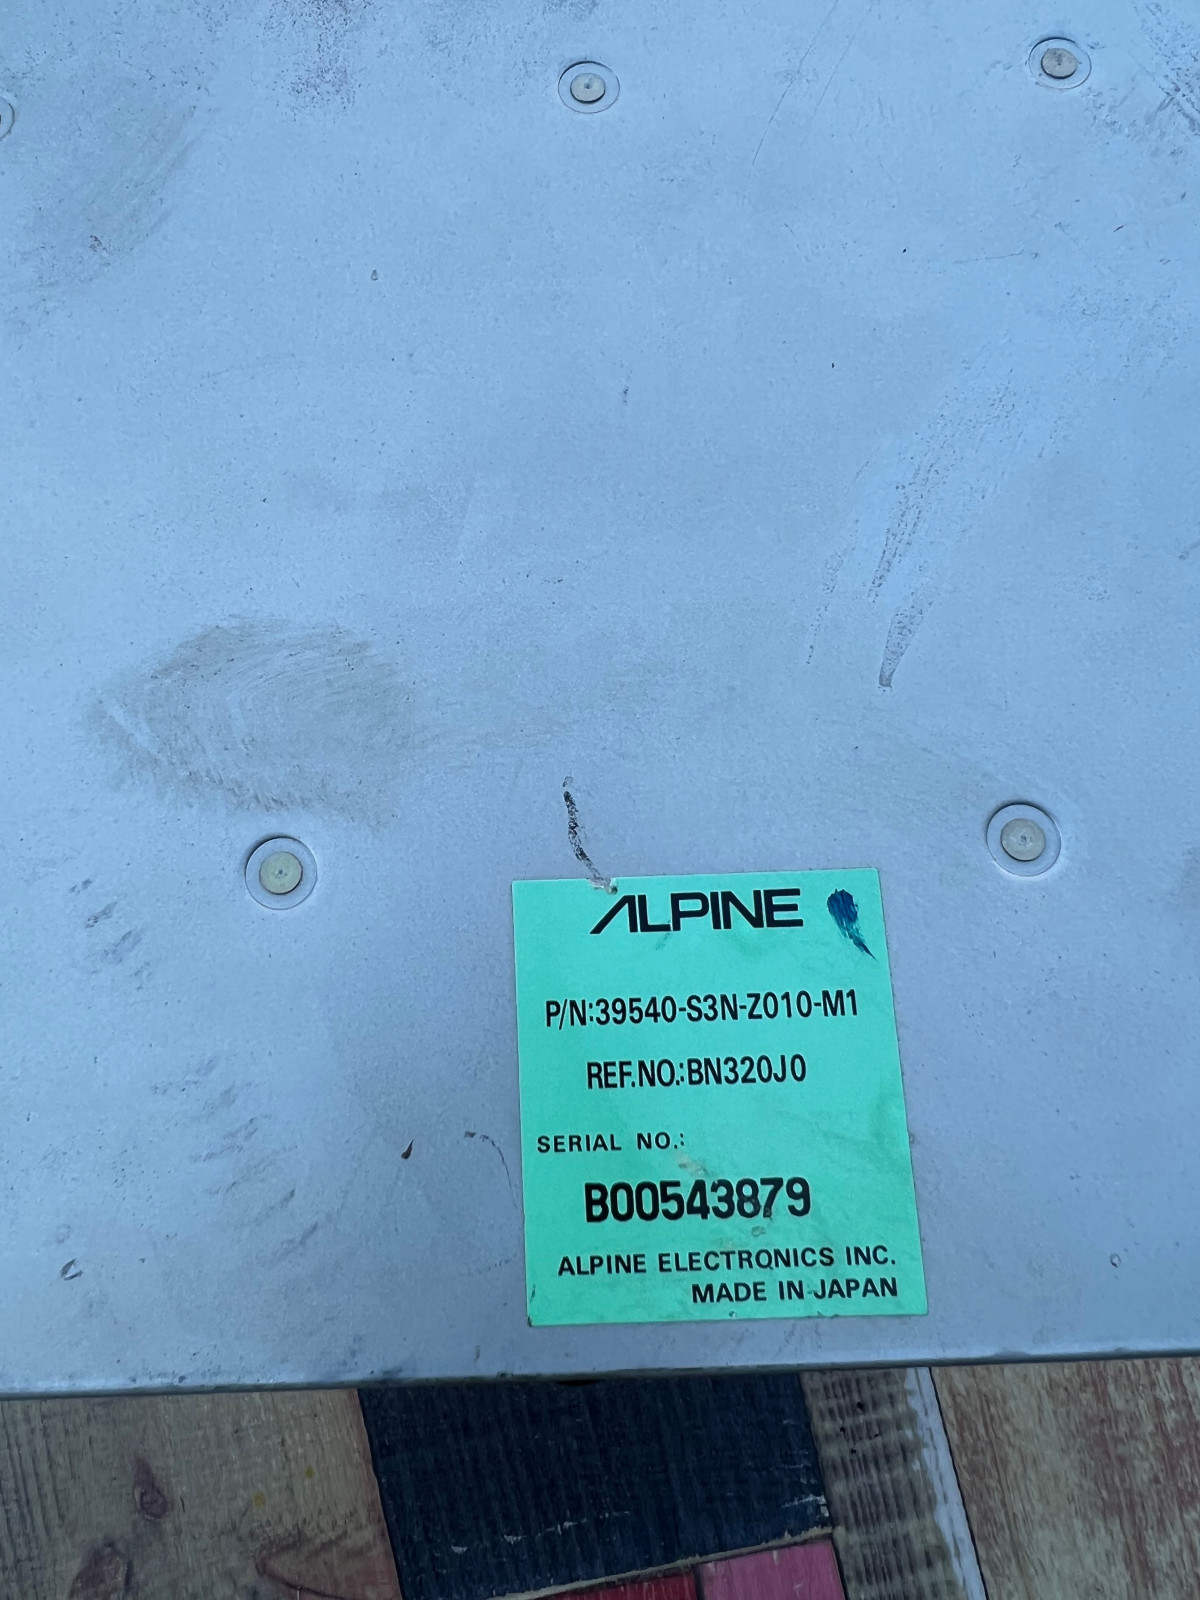 ALPINE
P/N:39540-S3N-Z010-M1
REF.NO.:BN320J0
SERIAL NO.:
B00543879
ALPINE ELECTRONICS INC.
MADE IN JAPAN